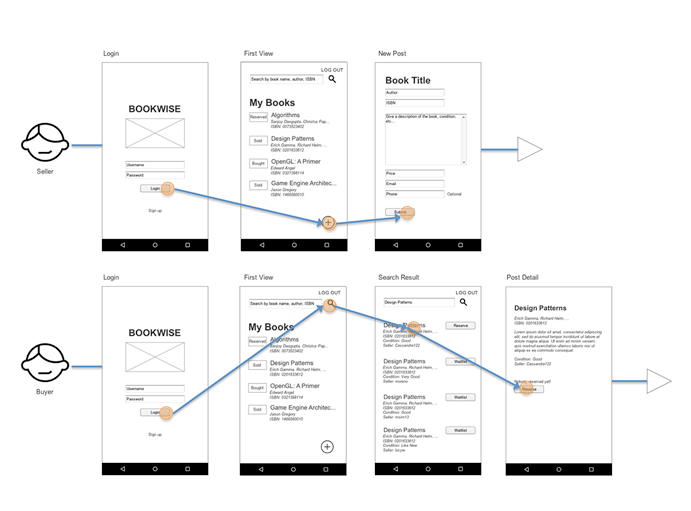 Login
First View
New Post
BOOKWISE
Username
Password
Login
Sign up
Seller
LOG OUT
Search by book name, author, ISBN
My Books
Reserved
Algorithms
Sanjoy Dasgupta, Christos Pap...
ISBN: 0073523402
Sold
Design Patterns
Erich Gamma, Richard Helm, ...
ISBN: 0201633612
Bought
OpenGL: A Primer
Edward Angel
ISBN: 0321398114
Sold
Game Engine Architec...
Jason Gregory
ISBN: 1466560010
Book Title
Author
ISBN
Give a description of the book, condition,
etc...
Price
Email
Phone Optional
Submit
Login
First View
Search Result
Post Detail
BOOKWISE
Username
Password
Login
Sign up
Buyer
LOG OUT
Search by book name, author, ISBN
My Books
Reserved
Algorithms
Sanjoy Dasgupta, Christos Pap...
ISBN: 0073523402
Sold
Design Patterns
Erich Gamma, Richard Helm, ...
ISBN: 0201633612
Bought
OpenGL: A Primer
Edward Angel
ISBN: 0321398114
Sold
Game Engine Architec...
Jason Gregory
ISBN: 1466560010
LOG OUT
Design Patterns
Design Patterns
Reserve
Erich Gamma, Richard Helm, ...
ISBN: 0201633612
Condition: Good
Seller: Cassandra122
Design Patterns
Waitlist
Erich Gamma, Richard Helm, ...
ISBN: 0201633612
Condition: Very Good
Design Patterns
Waitlist
Erich Gamma, Richard Helm, ...
ISBN: 0201633612
Condition: Good
Design Patterns
Waitlist
Erich Gamma, Richard Helm, ...
ISBN: 0201633612
Condition: Like New
Design Patterns
Erich Gamma, Richard Helm, ...
ISBN: 0201633612
Lorem ipsum dolor sit amet, consectetur adipiscing
elit, sed do eiusmod tempor incididunt ut labore et
dolore magna aliqua. Ut enim ad minim veniam,
quis nostrud exercitation ullamco laboris nisi ut
aliquip ex ea commodo consequat.
Condition: Good
Seller: Cassandra122
Nobody reserved yet!
Reserve